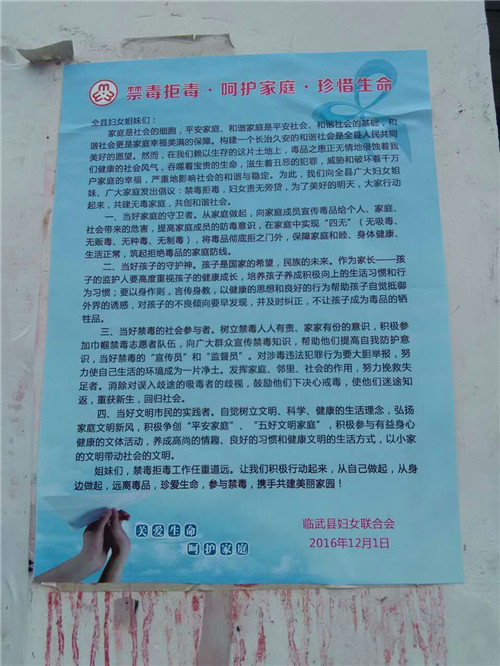 禁毒拒毒·呵护家庭·珍惜生命
全县妇女姐妹们：
家庭是社会的细胞，平安家庭、和谐家庭是平安社会、和谐社会的基础，和
谐社会更是家庭幸福美满的保障。构建一个长治久安的和谐社会是全县人民共同
美好的愿望。然而，在我们赖以生存的这片土地上，毒品之患正无情地侵蚀着我
们健康的社会风气，吞噬着宝贵的生命，滋生着丑恶的犯罪，威胁和破坏着千万
户家庭的幸福，严重地影响社会的和谐与稳定。为此，我们向全县广大妇女姐
妹、广大家庭发出倡议：禁毒拒毒，妇女责无旁贷，为了美好的明天，大家行动
起来，共建无毒家庭，共创和谐社会。
一、当好家庭的守卫者。从家庭做起，向家庭成员宣传毒品给个人、家庭、
社会带来的危害，提高家庭成员的防毒意识，在家庭中实现“四无”（无吸毒、
无贩毒、无种毒、无制毒），将毒品彻底拒之门外，保障家庭和睦、身体健康、
生活正常，筑起拒绝毒品的家庭防线。
二、当好孩子的守护神。孩子是国家的希望，民族的未来。作为家长——孩
子的监护人要高度重视孩子的健康成长，培养孩子养成积极向上的生活习惯和行
为习惯；要以身作则，言传身教，以健康的思想和良好的行为帮助孩子自觉抵御
外界的诱惑，对孩子的不良倾向要早发现，并及时纠正，不让孩子成为毒品的牺
牲品。
三、当好禁毒的社会参与者。树立禁毒人人有责、家家有份的意识，积极参
加巾帼禁毒志愿者队伍，向广大群众宣传禁毒知识，帮助他们提高自我防护意
识，当好禁毒的“宣传员”和“监督员”。对涉毒违法犯罪行为要大胆举报，努
力使自己生活的环境成为一片净土。发挥家庭、邻里、社会的作用，努力挽救失
足者。消除对误入歧途的吸毒者的歧视，鼓励他们下决心戒毒，使他们迷途知
返，重获新生，回归社会。
四、当好文明市民的实践者。自觉树立文明、科学、健康的生活理念，弘扬
家庭文明新风，积极争创“平安家庭”、“五好文明家庭”，积极参与有益身心
健康的文体活动，养成高尚的情趣、良好的习惯和健康文明的生活方式，以小家
的文明带动社会的文明。
姐妹们，禁毒拒毒工作任重道远。让我们积极行动起来，从自己做起，从身
边做起，远离毒品，珍爱生命，参与禁毒，携手共建美丽家园！
关爱生命
呵护家庭
临武县妇女联合会
2016年12月1日